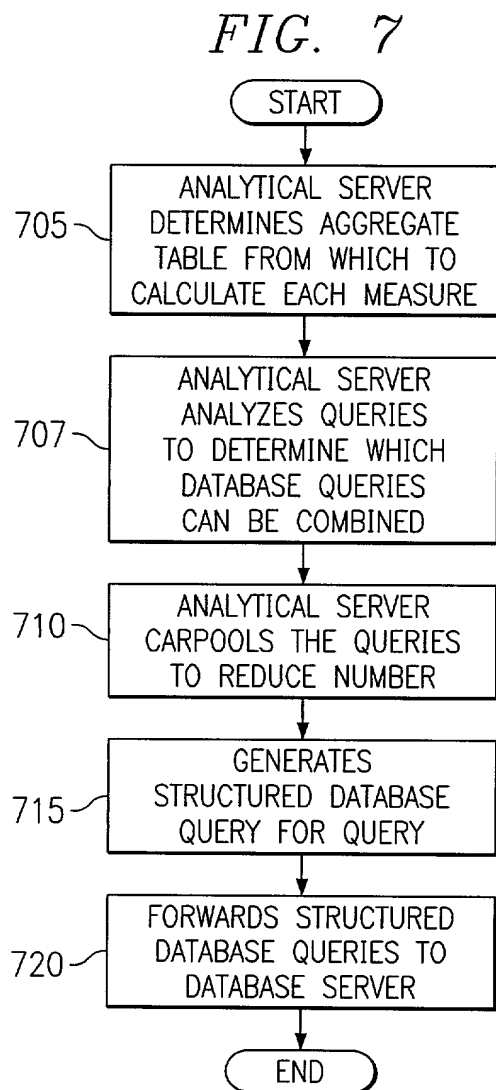 FIG. 7
START
705
ANALYTICAL SERVER
DETERMINES AGGREGATE
TABLE FROM WHICH TO
CALCULATE EACH MEASURE
707
ANALYTICAL SERVER
ANALYZES QUERIES
TO DETERMINE WHICH
DATABASE QUERIES
CAN BE COMBINED
710
ANALYTICAL SERVER
CARPOOLS THE QUERIES
TO REDUCE NUMBER
715
GENERATES
STRUCTURED DATABASE
QUERY FOR QUERY
720
FORWARDS STRUCTURED
DATABASE QUERIES TO
DATABASE SERVER
END